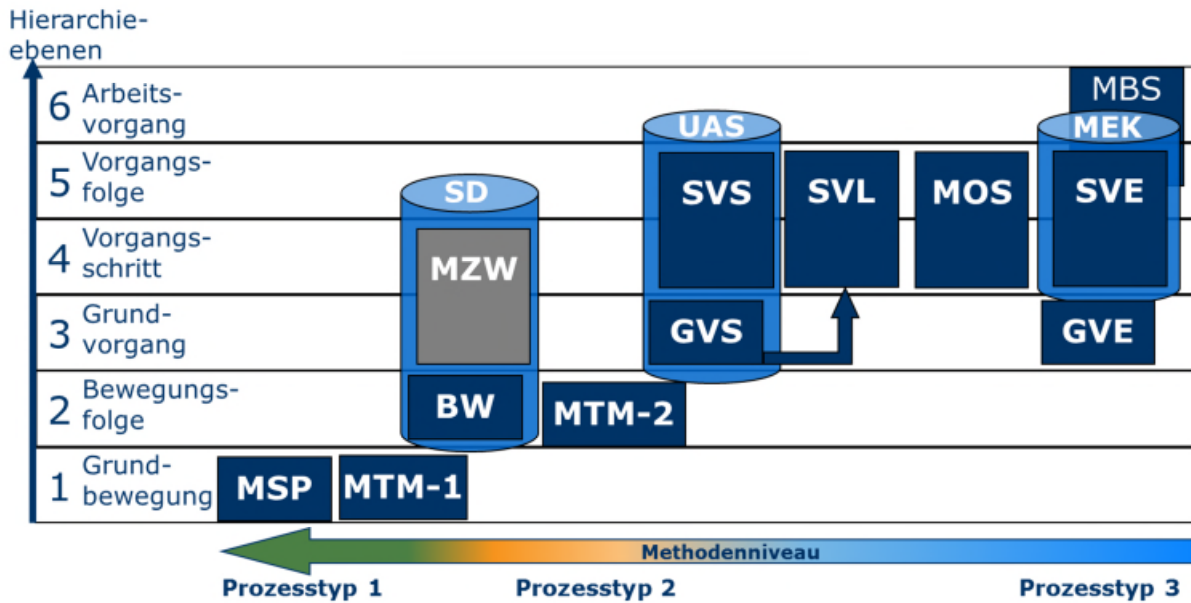 Hierarchie-
ebenen
6 Arbeits-
vorgang
MBS
UAS
MEK
5 Vorgangs-
folge
SD
SVS
SVL
MOS
SVE
4 Vorgangs-
schritt
MZW
3 Grund-
vorgang
GVS
GVE
2 Bewegungs-
folge
BW
MTM-2
1 Grund-
bewegung
MSP
MTM-1
Methodenniveau
Prozesstyp 1
Prozesstyp 2
Prozesstyp 3